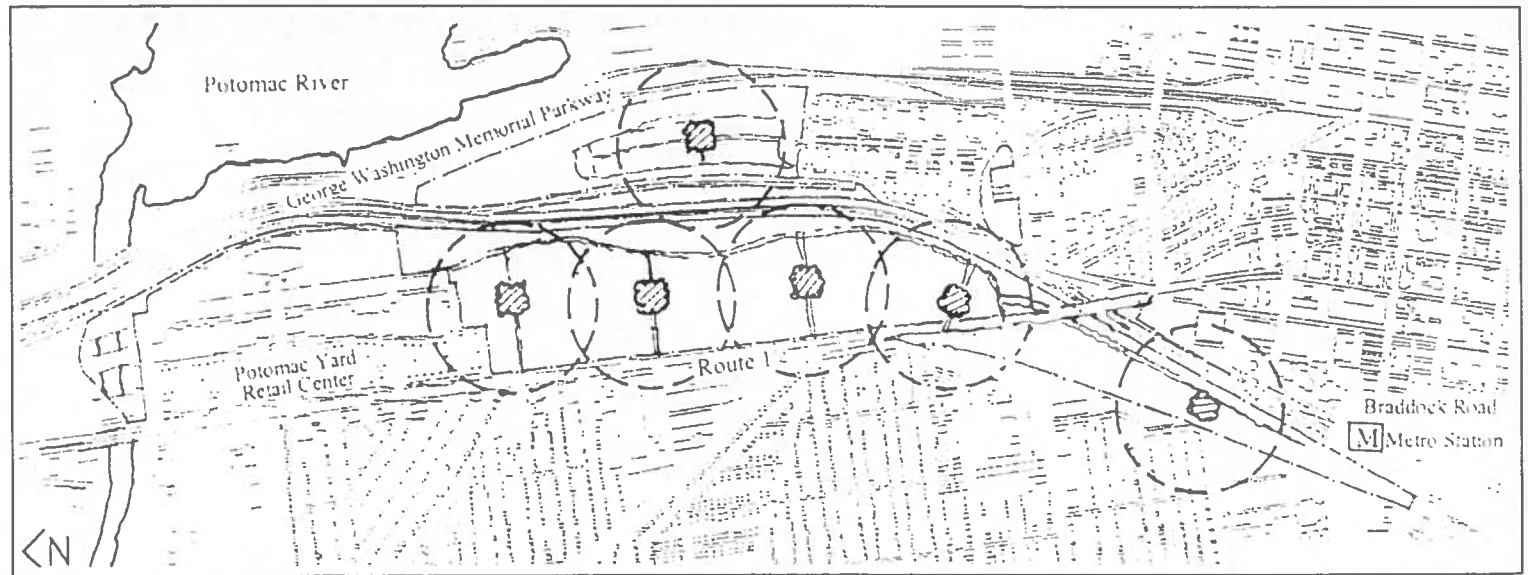 Potomac River
George Washington Memorial Parkway
Potomac Yard
Retail Center
Route 1
Braddock Road
M Metro Station
N